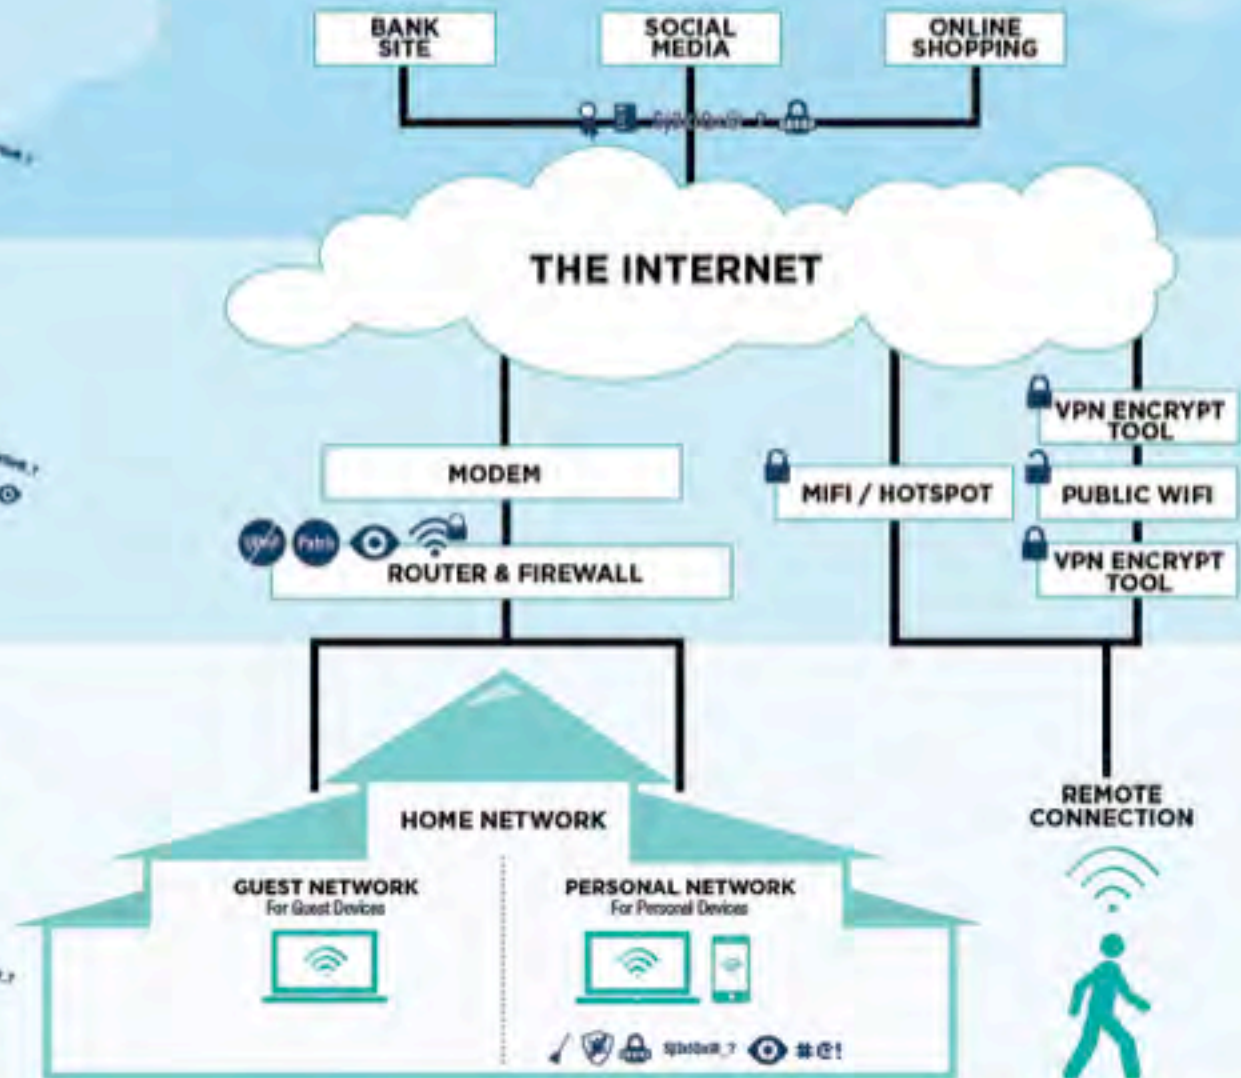 BANK
SITE
SOCIAL
MEDIA
ONLINE
SHOPPING
THE INTERNET
VPN ENCRYPT
TOOL
MODEM
MIFI / HOTSPOT
PUBLIC WIFI
Patch
ROUTER & FIREWALL
VPN ENCRYPT
TOOL
HOME NETWORK
REMOTE
CONNECTION
GUEST NETWORK
For Guest Devices
PERSONAL NETWORK
For Personal Devices
#@!